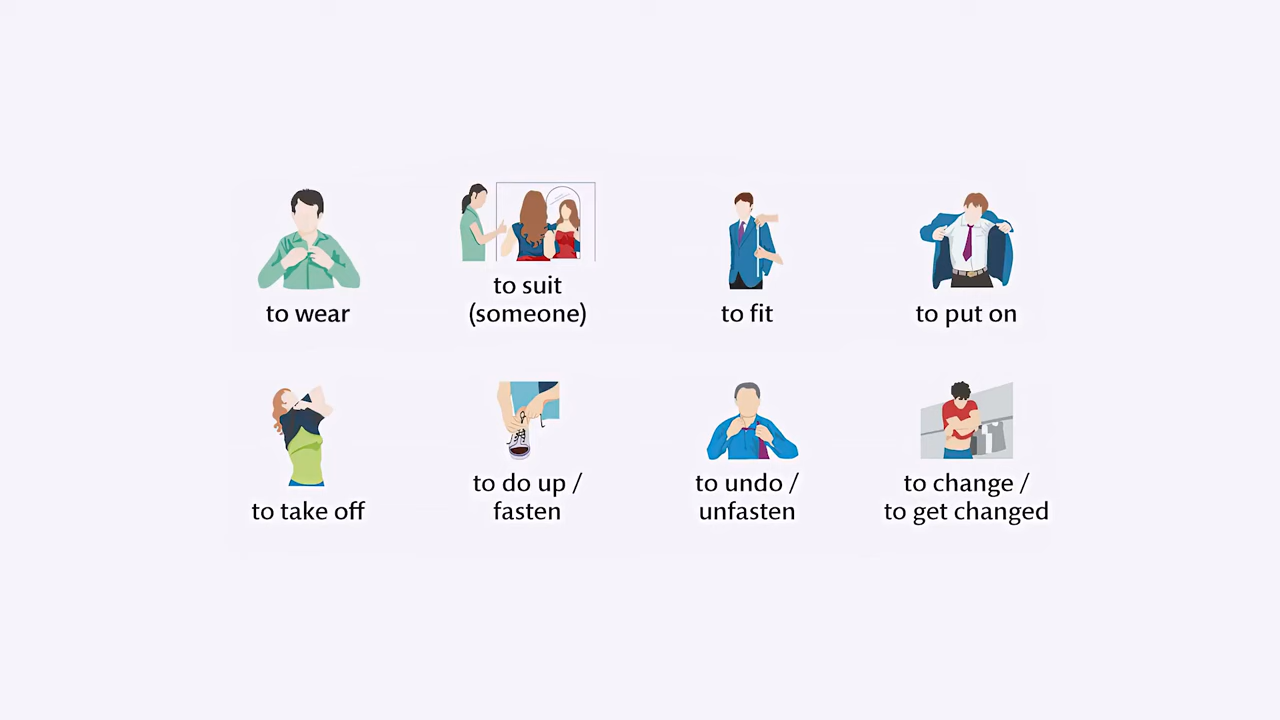 to wear
to suit
(someone)
to fit
to put on
to take off
to do up /
fasten
to undo /
unfasten
to change /
to get changed